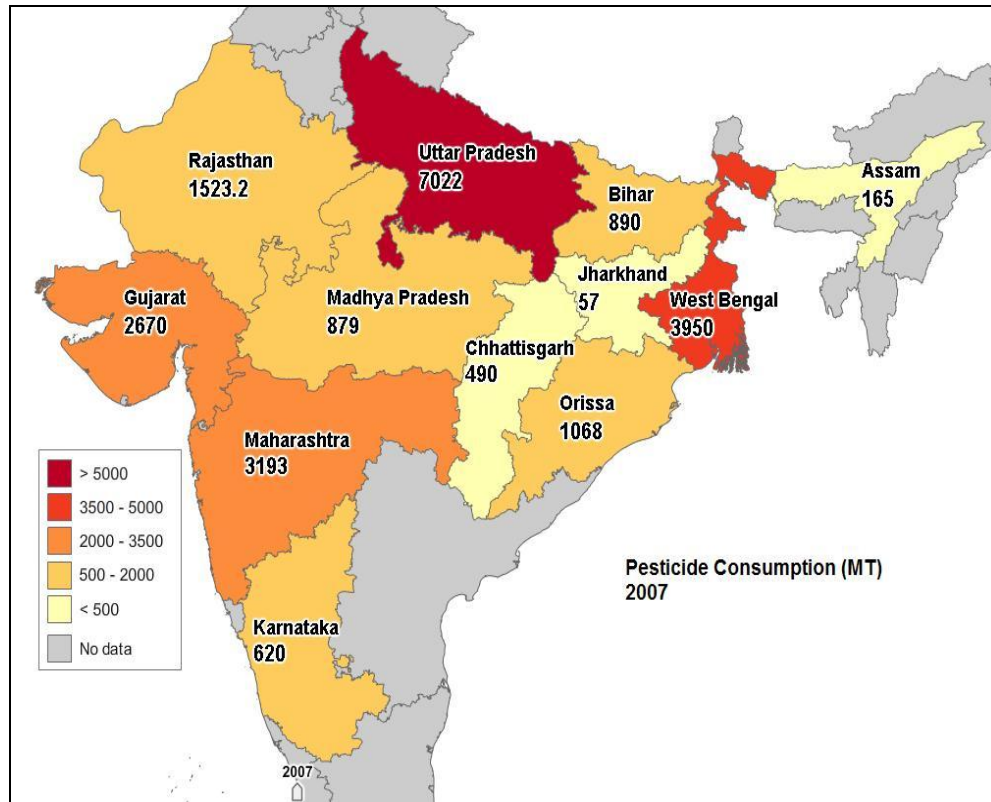 Rajasthan
1523.2
Uttar Pradesh
7022
Bihar
890
Assam
165
Gujarat
2670
Madhya Pradesh
879
Jharkhand
57
West Bengal
3950
Chhattisgarh
490
Orissa
1068
Maharashtra
3193
Karnataka
620
> 5000
3500 - 5000
2000 - 3500
500 - 2000
< 500
No data
Pesticide Consumption (MT)
2007
2007